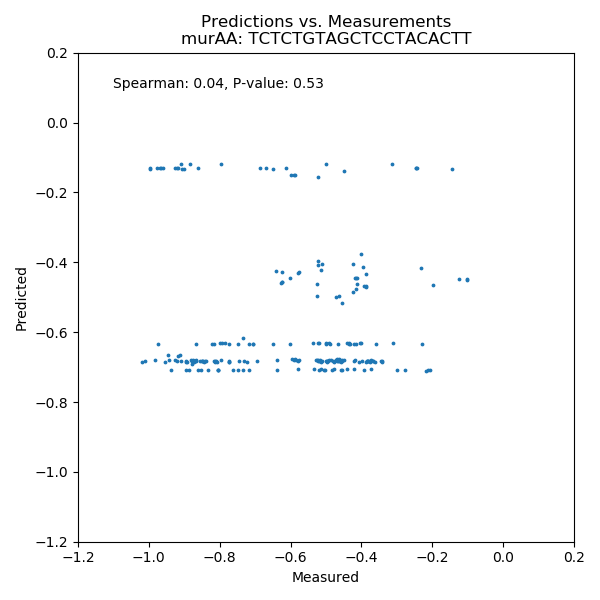 Predictions vs. Measurements
murAA: TCTCTGTAGCTCCTACACTT
Spearman: 0.04, P-value: 0.53
0.2
0.0
−0.2
−0.4
−0.6
−0.8
−1.0
−1.2
Predicted
−1.2 −1.0 −0.8 −0.6 −0.4 −0.2 0.0 0.2
Measured